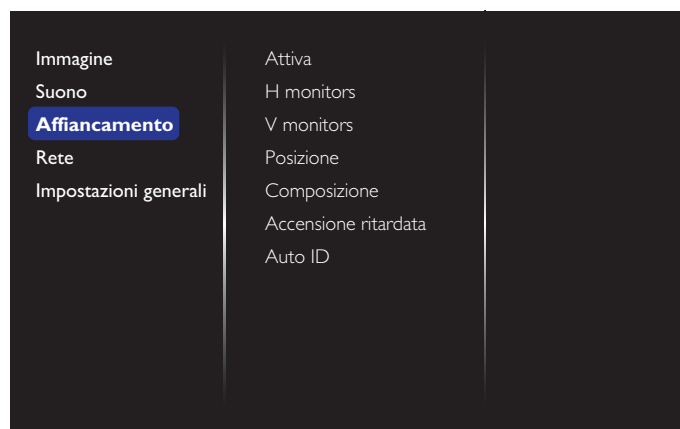 Immagine
Suono
Affiancamento
Rete
Impostazioni generali
Attiva
H monitors
V monitors
Posizione
Composizione
Accensione ritardata
Auto ID